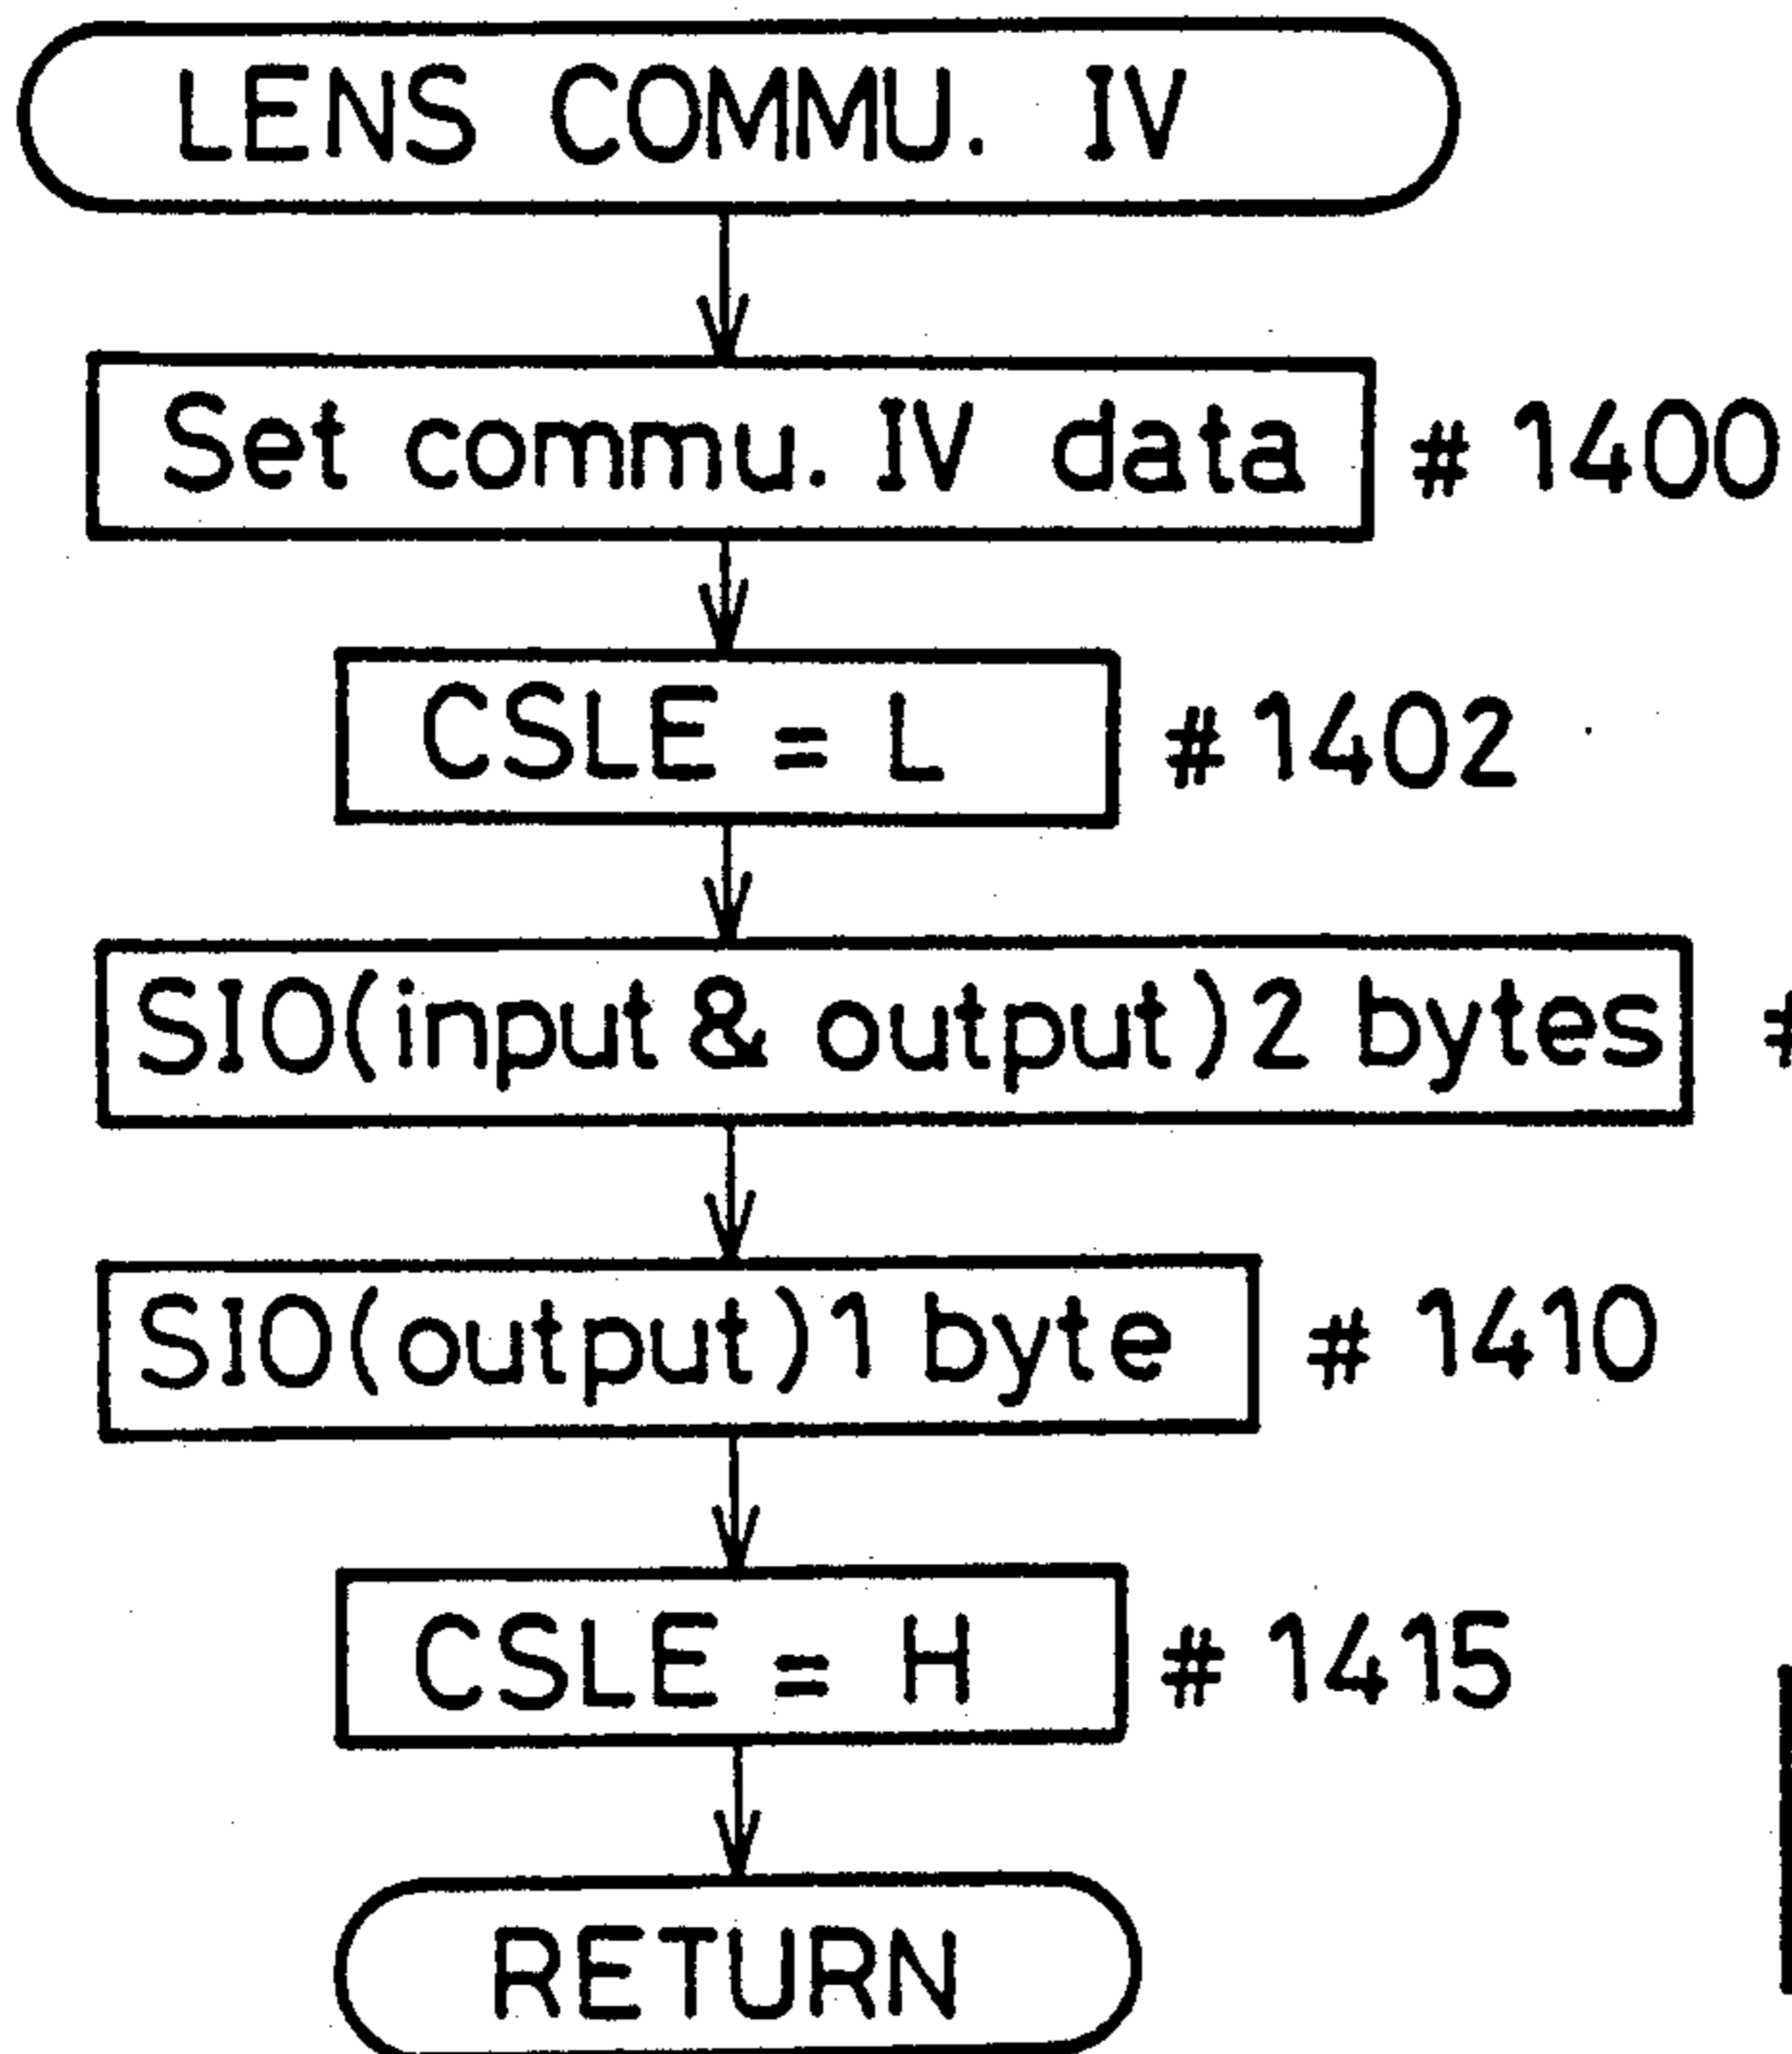 LENS COMMU. IV
Set commu. IV data # 1400
CSLE = L # 1402
SIO(input & output) 2 bytes #
SIO(output) 1 byte # 1410
CSLE = H # 1415
RETURN